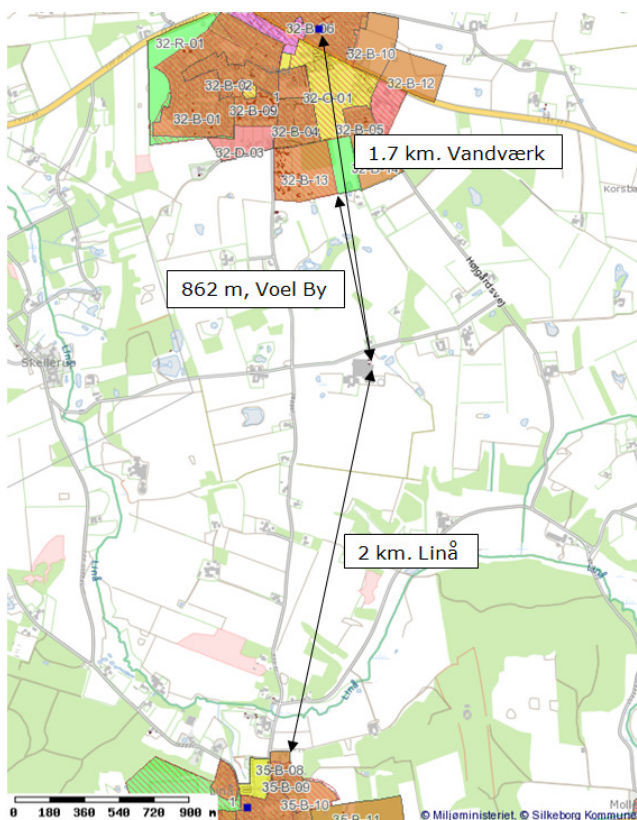 32-B-06
32-R-01
32-B-10
32-B-02
32-B-12
32-B-09
1
32-C-01
32-B-01
32-B-04
32-B-05
32-D-03
1.7 km. Vandværk
32-B-13
Højgårdsvej
862 m, Voel By
Skellerup
Linå
2 km. Linå
Linå
Linå
35-B-08
35-B-09
1
35-B-10
35-B-11
0 180 360 540 720 900 m
© Miljøministeriet, © Silkeborg Kommune